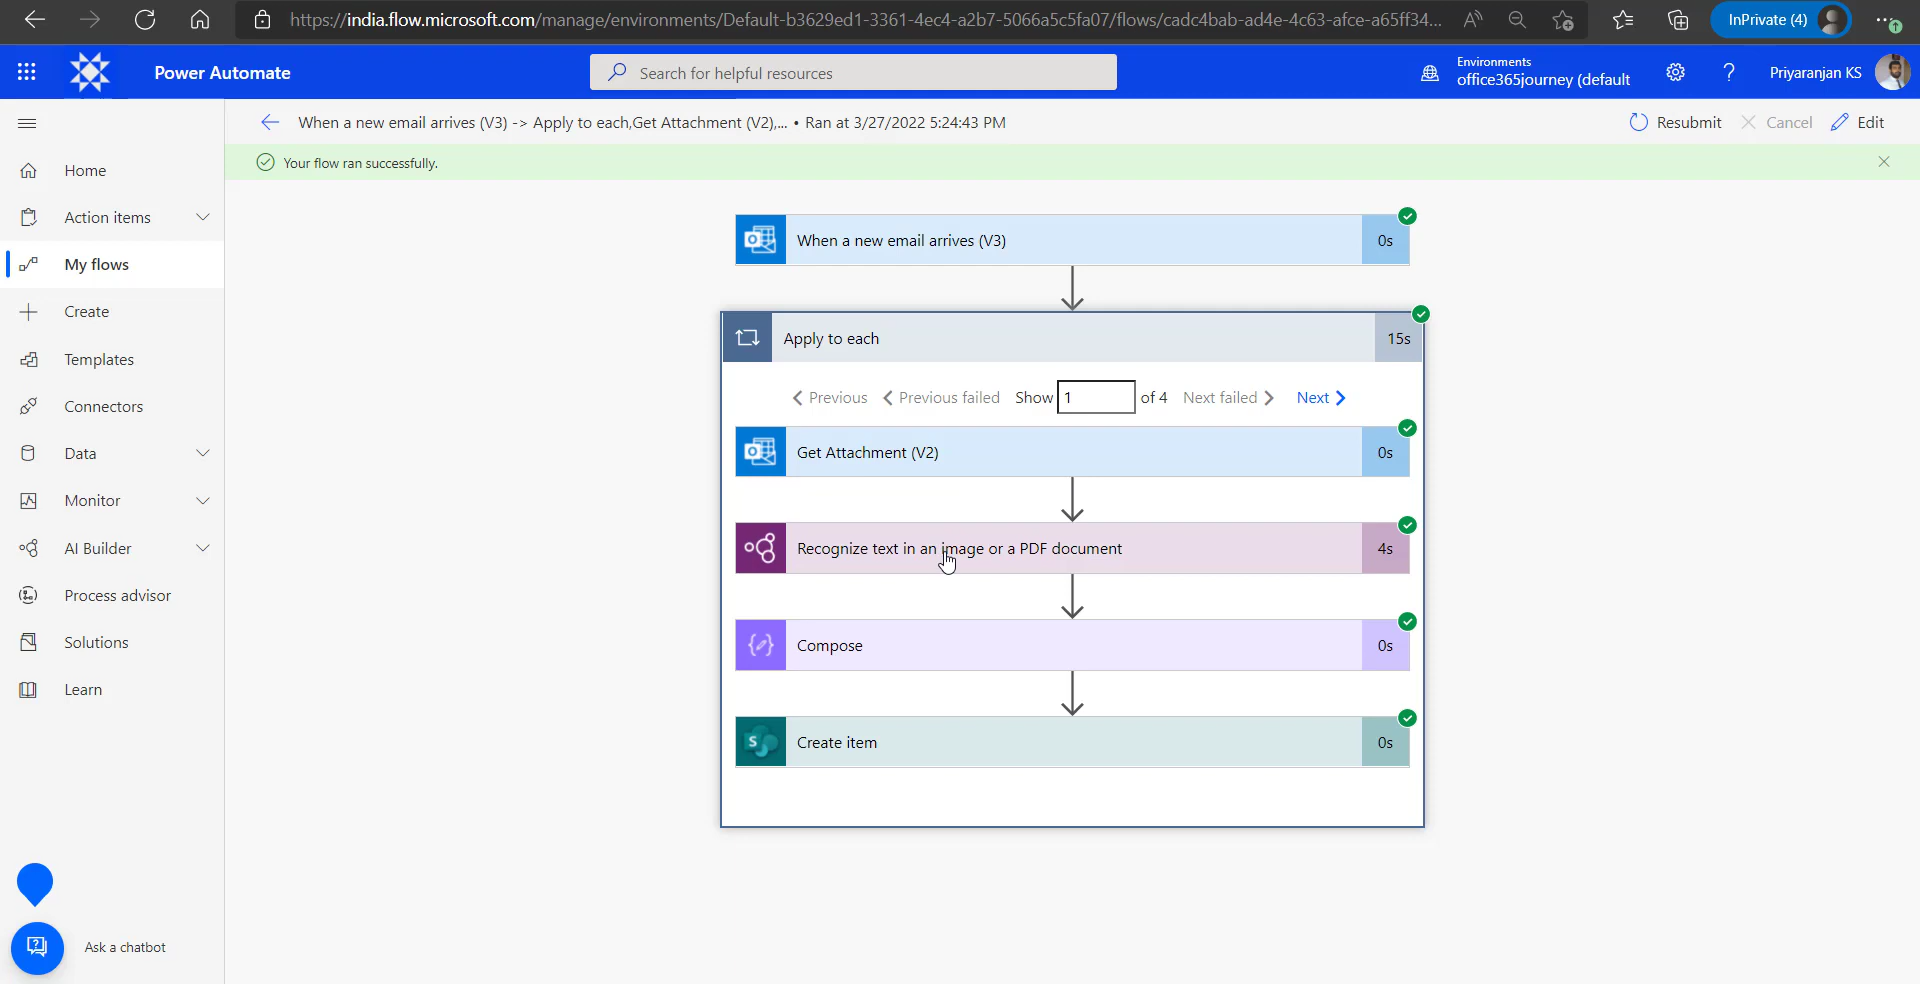 https://india.flow.microsoft.com/manage/environments/Default-b3629ed1-3361-4ec4-a2b7-5066a5c5fa07/flows/cadc4bab-ad4e-4c63-afce-a65ff34...
InPrivate (4)
Power Automate
Search for helpful resources
Environments
office365journey (default
Priyaranjan KS
When a new email arrives (V3) -> Apply to each,Get Attachment (V2),... • Ran at 3/27/2022 5:24:43 PM
Resubmit
Cancel
Edit
Your flow ran successfully.
Home
Action items
My flows
Create
Templates
Connectors
Data
Monitor
AI Builder
Process advisor
Solutions
Learn
Ask a chatbot
When a new email arrives (V3)
0s
Apply to each
15s
Previous Previous failed Show 1 of 4 Next failed Next
Get Attachment (V2)
0s
Recognize text in an image or a PDF document
4s
Compose
0s
Create item
0s